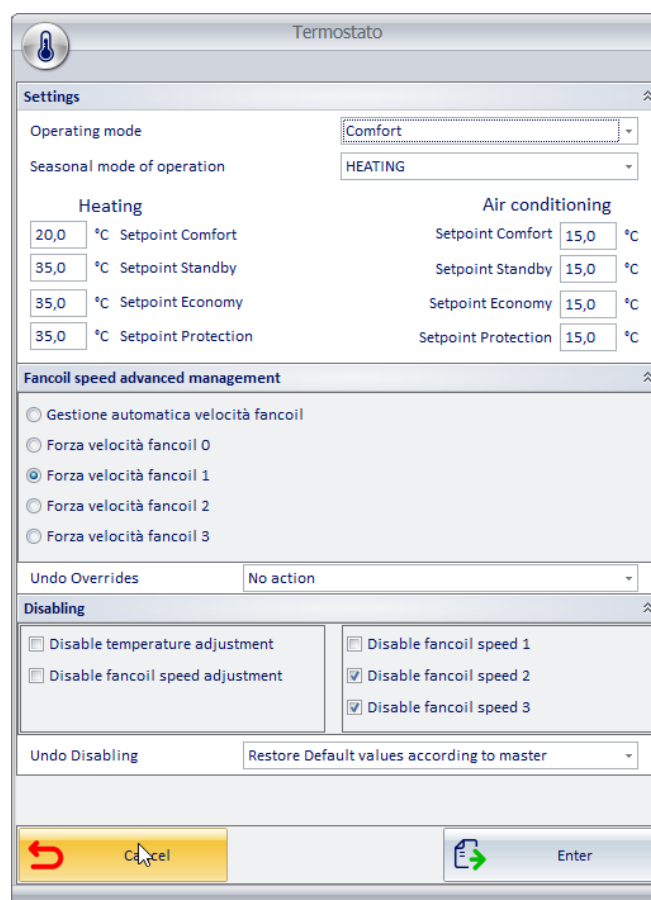 Termostato
Settings
Operating mode Comfort
Seasonal mode of operation HEATING
Heating Air conditioning
20,0 °C Setpoint Comfort Setpoint Comfort 15,0 °C
35,0 °C Setpoint Standby Setpoint Standby 15,0 °C
35,0 °C Setpoint Economy Setpoint Economy 15,0 °C
35,0 °C Setpoint Protection Setpoint Protection 15,0 °C
Fancoil speed advanced management
Gestione automatica velocità fancoil
Forza velocità fancoil 0
Forza velocità fancoil 1
Forza velocità fancoil 2
Forza velocità fancoil 3
Undo Overrides No action
Disabling
Disable temperature adjustment Disable fancoil speed 1
Disable fancoil speed adjustment Disable fancoil speed 2
Disable fancoil speed 3
Undo Disabling Restore Default values according to master
Cancel Enter